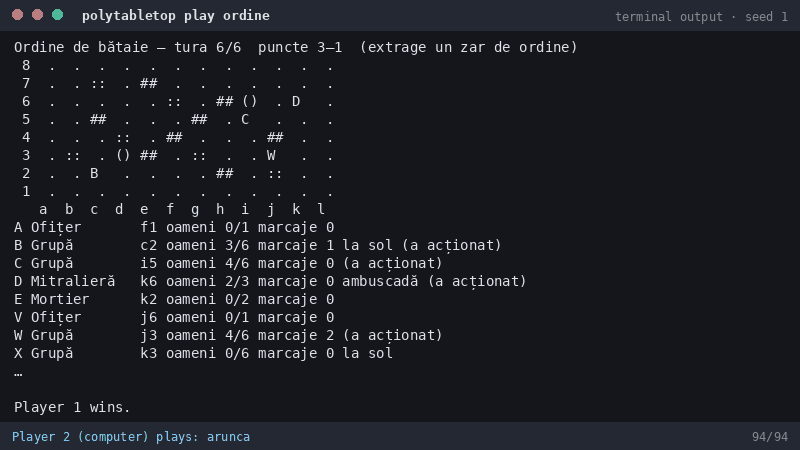 polytabletop play ordine
terminal output · seed 1
Ordine de bătaie — tura 6/6  puncte 3–1  (extrage un zar de ordine)
 8  .  .  .  .  .  .  .  .  .  .  .  .
 7  .  . ::  . ##  .  .  .  .  .  .  .
 6  .  .  .  .  . ::  . ## ()  . D   .
 5  .  . ##  .  .  . ##  . C   .  .  .
 4  .  .  . ::  . ##  .  .  . ##  .  .
 3  . ::  . () ##  . ::  .  . W   .  .
 2  .  . B   .  .  .  . ##  . ::  .  .
 1  .  .  .  .  .  .  .  .  .  .  .  .
   a  b  c  d  e  f  g  h  i  j  k  l
A Ofițer       f1 oameni 0/1 marcaje 0
B Grupă        c2 oameni 3/6 marcaje 1 la sol (a acționat)
C Grupă        i5 oameni 4/6 marcaje 0 (a acționat)
D Mitralieră   k6 oameni 2/3 marcaje 0 ambuscadă (a acționat)
E Mortier      k2 oameni 0/2 marcaje 0
V Ofițer       j6 oameni 0/1 marcaje 0
W Grupă        j3 oameni 4/6 marcaje 2 (a acționat)
X Grupă        k3 oameni 0/6 marcaje 0 la sol
…
Player 1 wins.
Player 2 (computer) plays: arunca
94/94